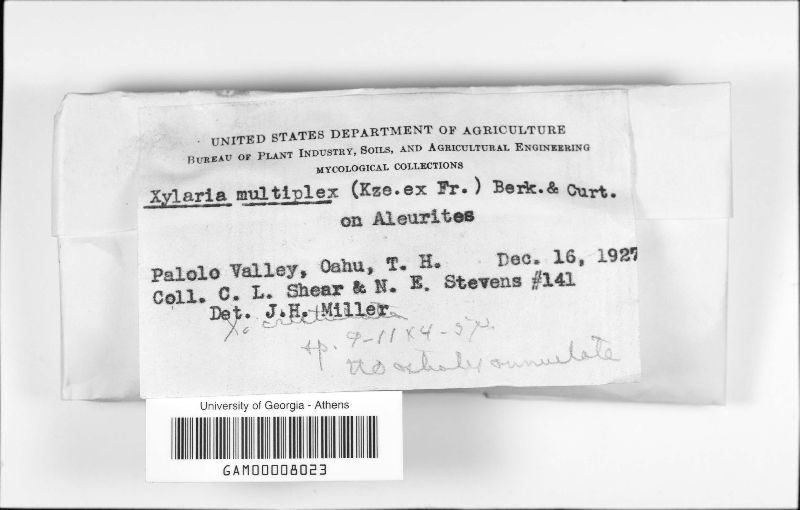 UNITED STATES DEPARTMENT OF AGRICULTURE
BUREAU OF PLANT INDUSTRY, SOILS, AND AGRICULTURAL ENGINEERING
MYCOLOGICAL COLLECTIONS
Xylaria multiplex (Kze.ex Fr.) Berk.& Curt.
on Aleurites
Palolo Valley, Oahu, T. H. Dec. 16, 1927
Coll. C. L. Shear & N. E. Stevens #141
Det. J.H. Miller
X.
sp. 9-11 x 4-5 μ.
University of Georgia - Athens
GAM00008023